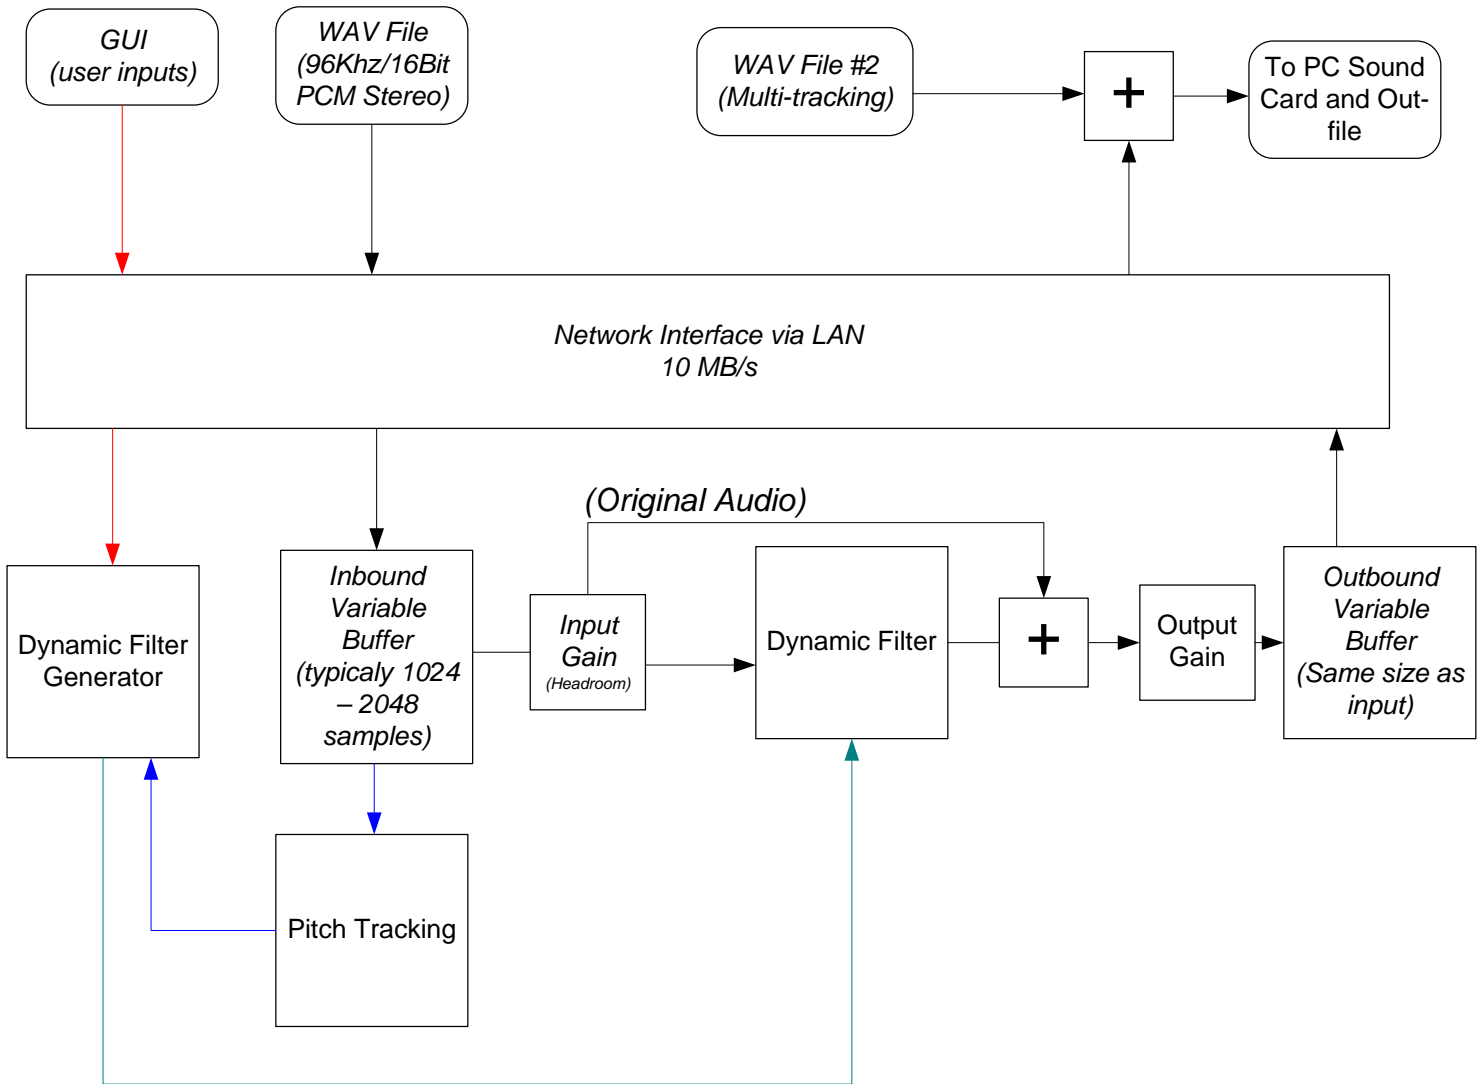 GUI
(user inputs)
WAV File
(96Khz/16Bit
PCM Stereo)
WAV File #2
(Multi-tracking)
+
To PC Sound
Card and Out-
file
Network Interface via LAN
10 MB/s
(Original Audio)
Dynamic Filter
Generator
Inbound
Variable
Buffer
(typicaly 1024
– 2048
samples)
Input
Gain
(Headroom)
Dynamic Filter
+
Output
Gain
Outbound
Variable
Buffer
(Same size as
input)
Pitch Tracking